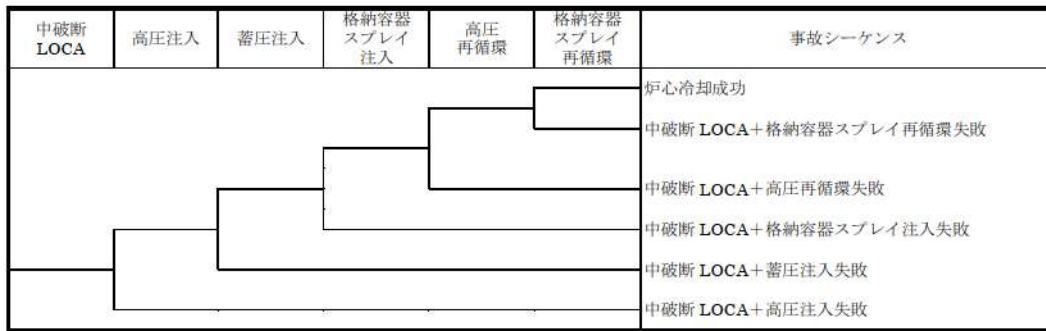 中破断
LOCA
高圧注入
蓄圧注入
格納容器
スプレイ
注入
高圧
再循環
格納容器
スプレイ
再循環
事故シーケンス
炉心冷却成功
中破断 LOCA＋格納容器スプレイ再循環失敗
中破断 LOCA＋高圧再循環失敗
中破断 LOCA＋格納容器スプレイ注入失敗
中破断 LOCA＋蓄圧注入失敗
中破断 LOCA＋高圧注入失敗